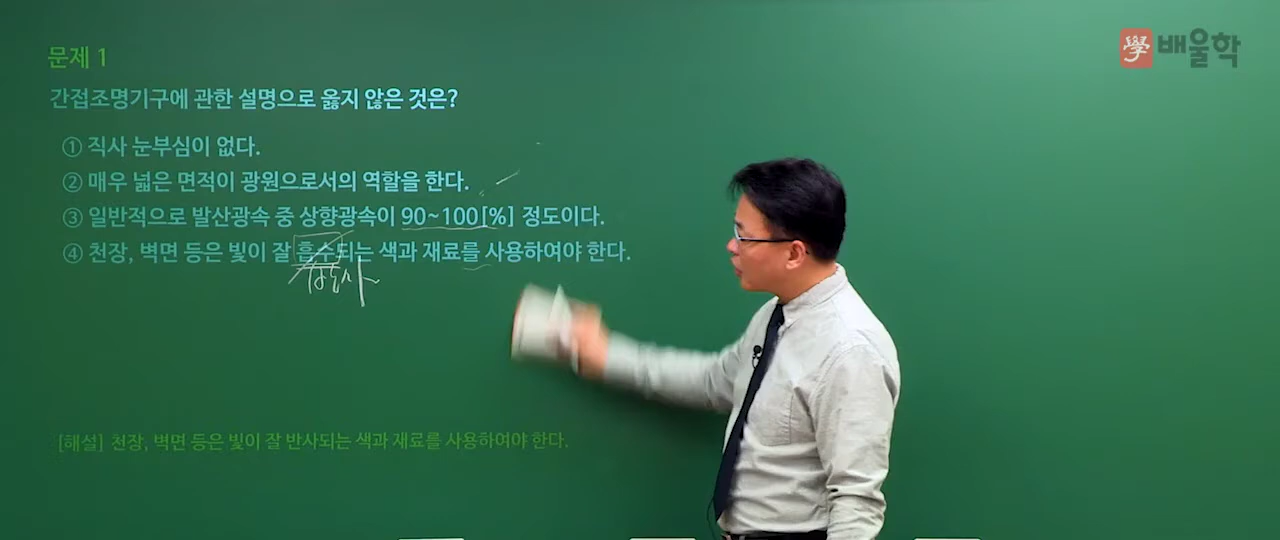 學 배울학
문제 1
간접조명기구에 관한 설명으로 옳지 않은 것은?
① 직사 눈부심이 없다.
② 매우 넓은 면적이 광원으로서의 역할을 한다.
③ 일반적으로 발산광속 중 상향광속이 90~100[%] 정도이다.
④ 천장, 벽면 등은 빛이 잘 흡수되는 색과 재료를 사용하여야 한다.
반사
[해설] 천장, 벽면 등은 빛이 잘 반사되는 색과 재료를 사용하여야 한다.